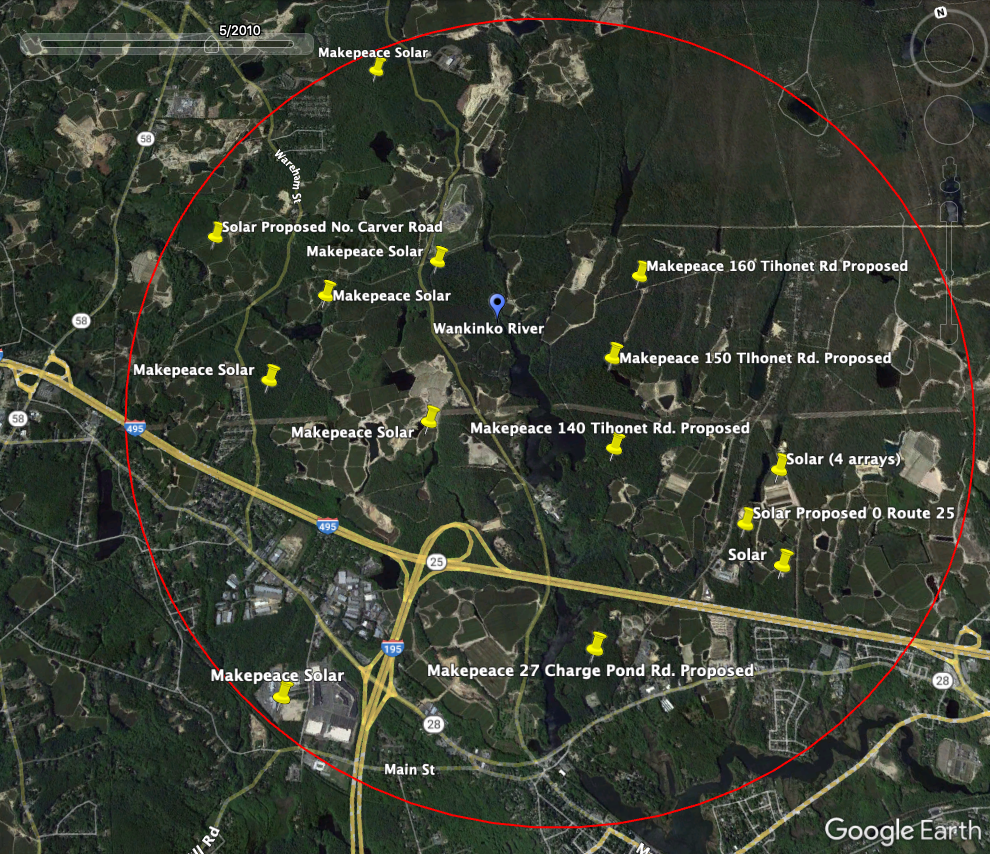 5/2010
N
Makepeace Solar
58
Wareham St
Solar Proposed No. Carver Road
Makepeace Solar
Makepeace 160 Tihonet Rd Proposed
Makepeace Solar
58
Wankinko River
Makepeace 150 TIhonet Rd. Proposed
Makepeace Solar
58
495
Makepeace 140 Tihonet Rd. Proposed
Makepeace Solar
Solar (4 arrays)
Solar Proposed 0 Route 25
495
Solar
25
195
Makepeace 27 Charge Pond Rd. Proposed
Makepeace Solar
28
28
Main St
Rd
Google Earth